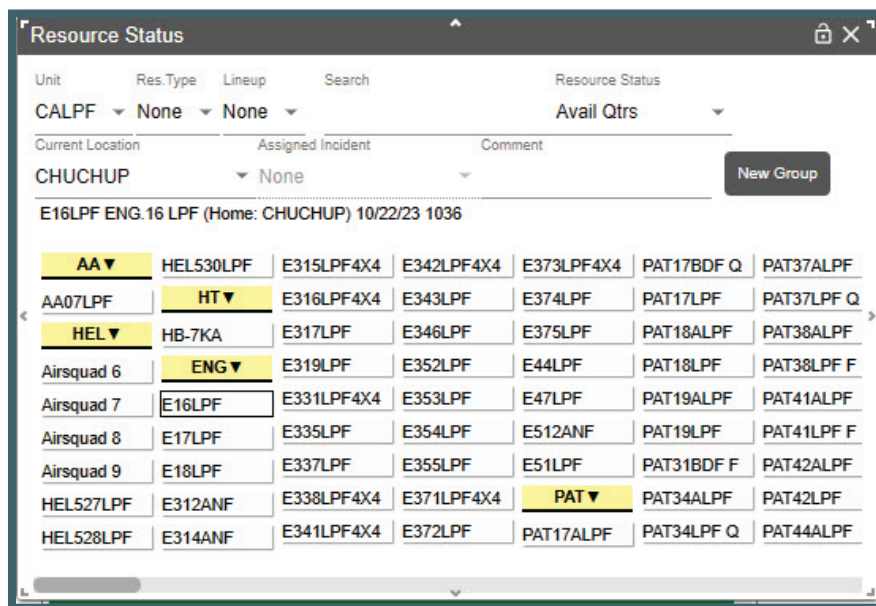 Resource Status
Unit Res.Type Lineup Search Resource Status
CALPF None None Avail Qtrs
Current Location Assigned Incident Comment
CHUCHUP None New Group
E16LPF ENG.16 LPF (Home: CHUCHUP) 10/22/23 1036
AA▼ HEL530LPF E315LPF4X4 E342LPF4X4 E373LPF4X4 PAT17BDF Q PAT37ALPF
AA07LPF HT▼ E316LPF4X4 E343LPF E374LPF PAT17LPF PAT37LPF Q
HEL▼ HB-7KA E317LPF E346LPF E375LPF PAT18ALPF PAT38ALPF
Airsquad 6 ENG▼ E319LPF E352LPF E44LPF PAT18LPF PAT38LPF F
Airsquad 7 E16LPF E331LPF4X4 E353LPF E47LPF PAT19ALPF PAT41ALPF
Airsquad 8 E17LPF E335LPF E354LPF E512ANF PAT19LPF PAT41LPF F
Airsquad 9 E18LPF E337LPF E355LPF E51LPF PAT31BDF F PAT42ALPF
HEL527LPF E312ANF E338LPF4X4 E371LPF4X4 PAT▼ PAT34ALPF PAT42LPF
HEL528LPF E314ANF E341LPF4X4 E372LPF PAT17ALPF PAT34LPF Q PAT44ALPF